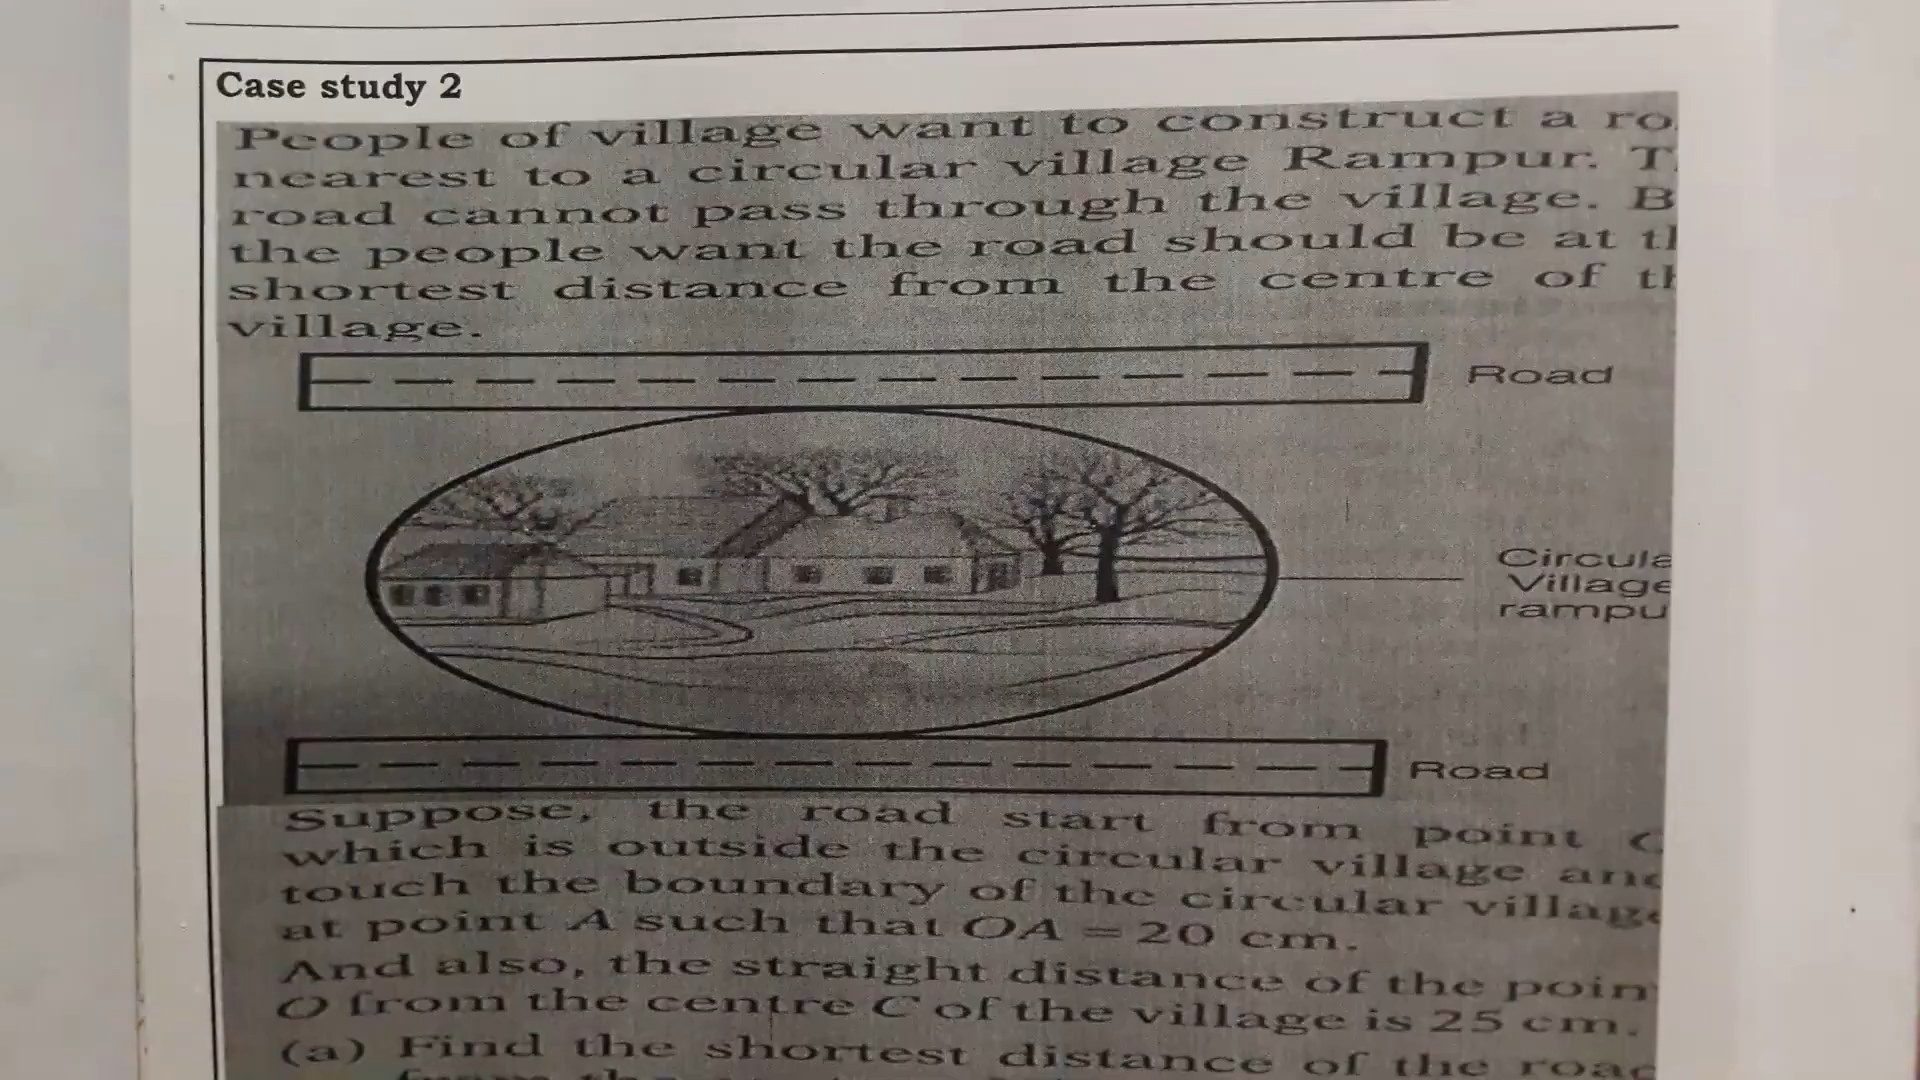 Case study 2
People of village want to construct a ro
nearest to a circular village Rampur. T
road cannot pass through the village. B
the people want the road should be at th
shortest distance from the centre of th
village.
Road
Circula
Village
rampu
Road
Suppose, the road start from point O
which is outside the circular village and
touch the boundary of the circular village
at point A such that OA = 20 cm.
And also, the straight distance of the poin
O from the centre C of the village is 25 cm.
(a) Find the shortest distance of the road